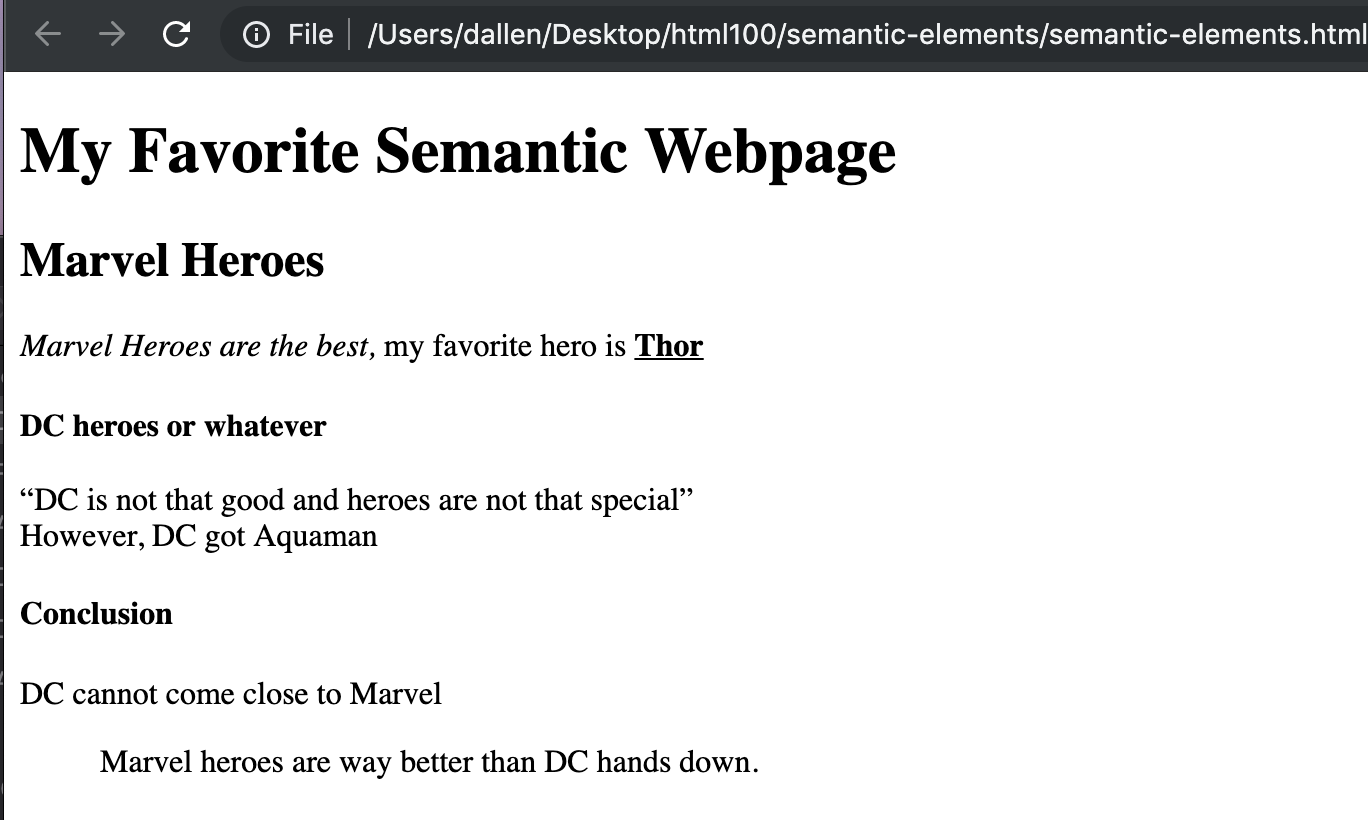 File /Users/dallen/Desktop/html100/semantic-elements/semantic-elements.html
My Favorite Semantic Webpage
Marvel Heroes
Marvel Heroes are the best, my favorite hero is Thor
DC heroes or whatever
“DC is not that good and heroes are not that special”
However, DC got Aquaman
Conclusion
DC cannot come close to Marvel
Marvel heroes are way better than DC hands down.